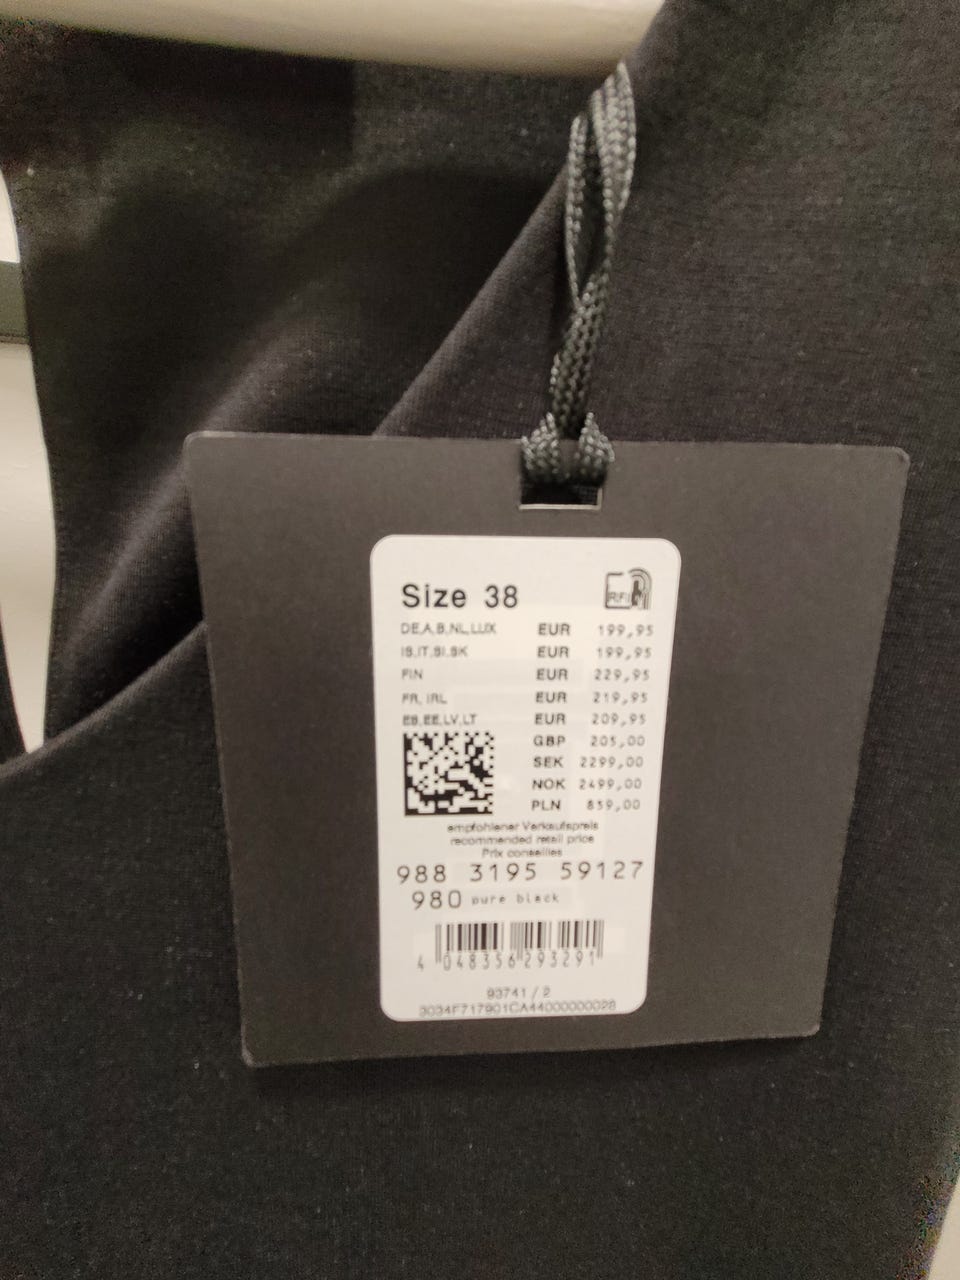 Size 38
RFID
DE,A,B,NL,LUX EUR 199,95
IS,IT,SI,SK EUR 199,95
FIN EUR 229,95
FR, IRL EUR 219,95
ES,EE,LV,LT EUR 209,95
GBP 205,00
SEK 2299,00
NOK 2499,00
PLN 859,00
empfohlener Verkaufspreis
recommended retail price
Prix conseilles
988 3195 59127
980 pure black
4 048356 293291
93741 / 2
3034F717901CA44000000028